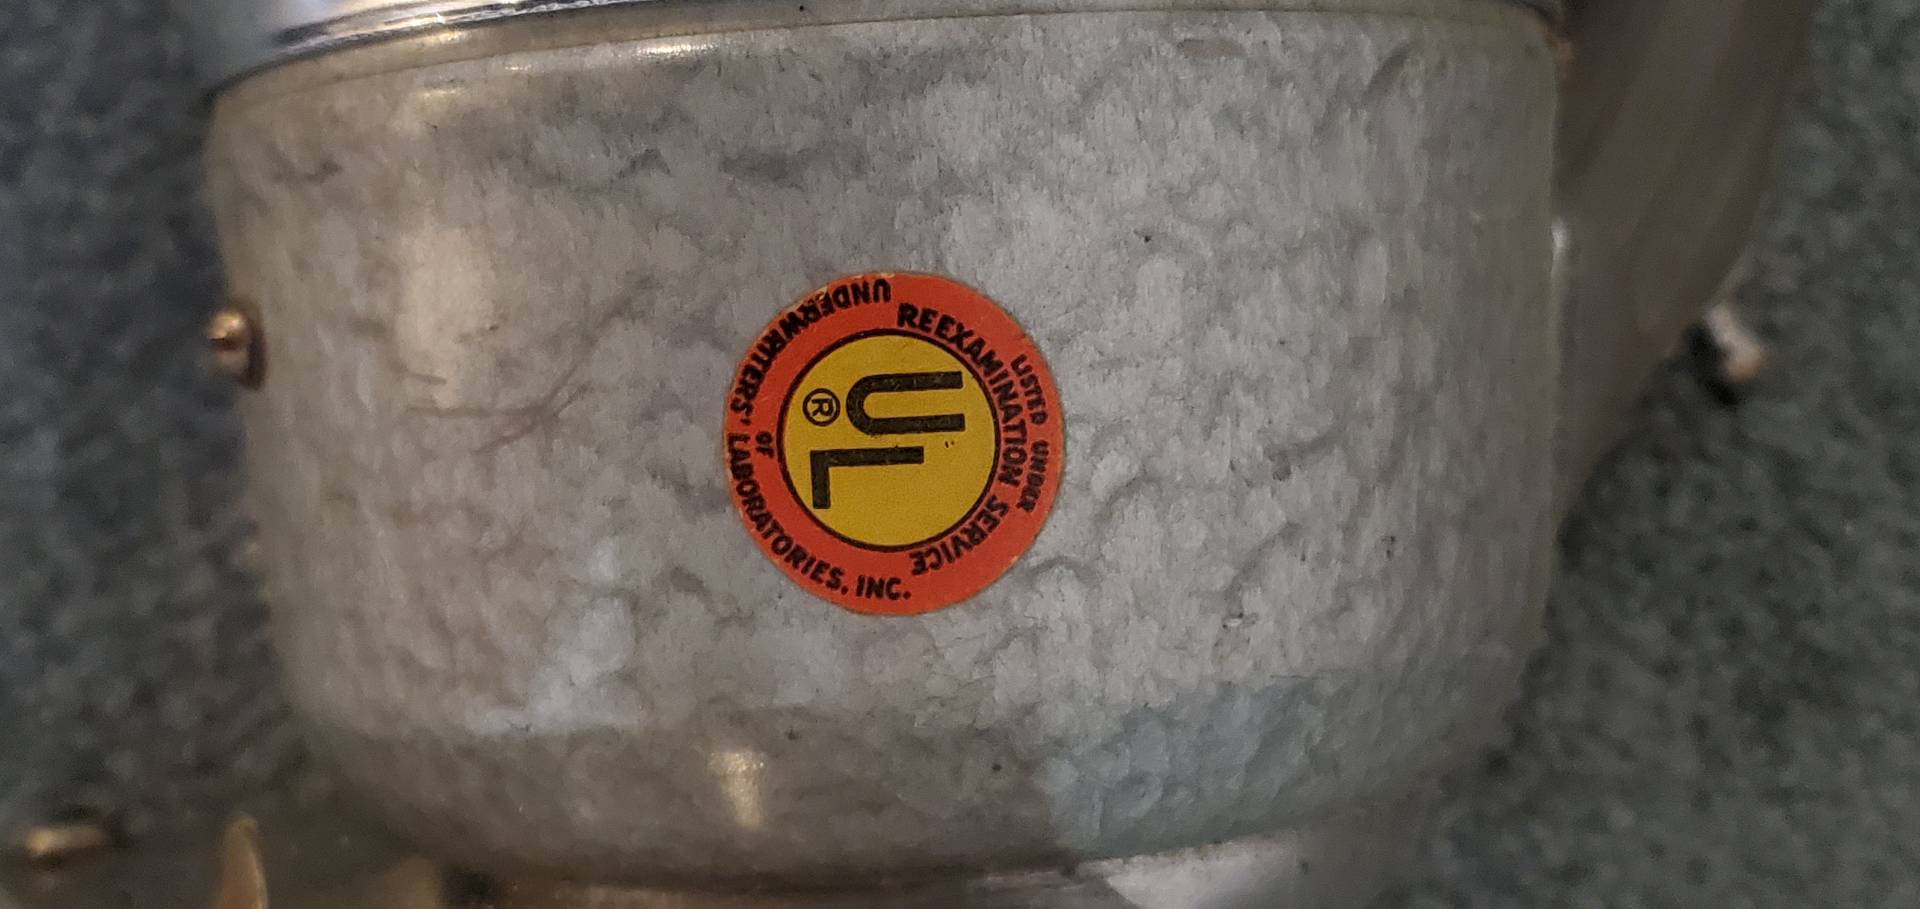 LISTED UNDER
REEXAMINATION SERVICE
UL
®
OF
UNDERWRITERS' LABORATORIES, INC.